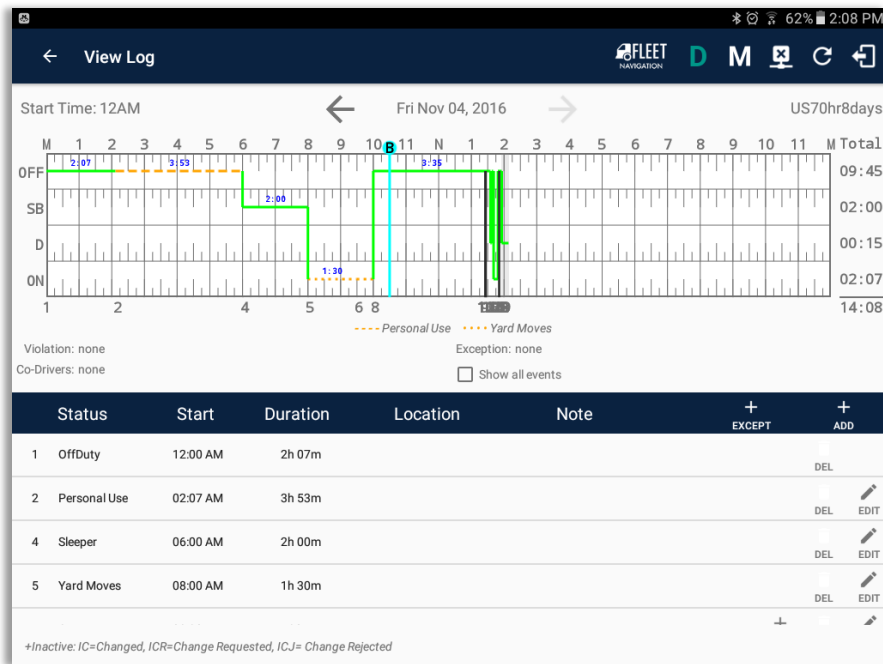 62% 2:08 PM
View Log FLEET NAVIGATION D M
Start Time: 12AM Fri Nov 04, 2016 US70hr8days
M 1 2 3 4 5 6 7 8 9 10 B 11 N 1 2 3 4 5 6 7 8 9 10 11 M Total
2:07 3:53 3:35
OFF 09:45
2:00
SB 02:00
D 00:15
1:30
ON 02:07
1 2 4 5 6 8 14:08
Personal Use Yard Moves
Violation: none Exception: none
Co-Drivers: none
Show all events
Status Start Duration Location Note + EXCEPT + ADD
1 OffDuty 12:00 AM 2h 07m DEL
2 Personal Use 02:07 AM 3h 53m DEL EDIT
4 Sleeper 06:00 AM 2h 00m DEL EDIT
5 Yard Moves 08:00 AM 1h 30m DEL EDIT
+
+Inactive: IC=Changed, ICR=Change Requested, ICJ= Change Rejected